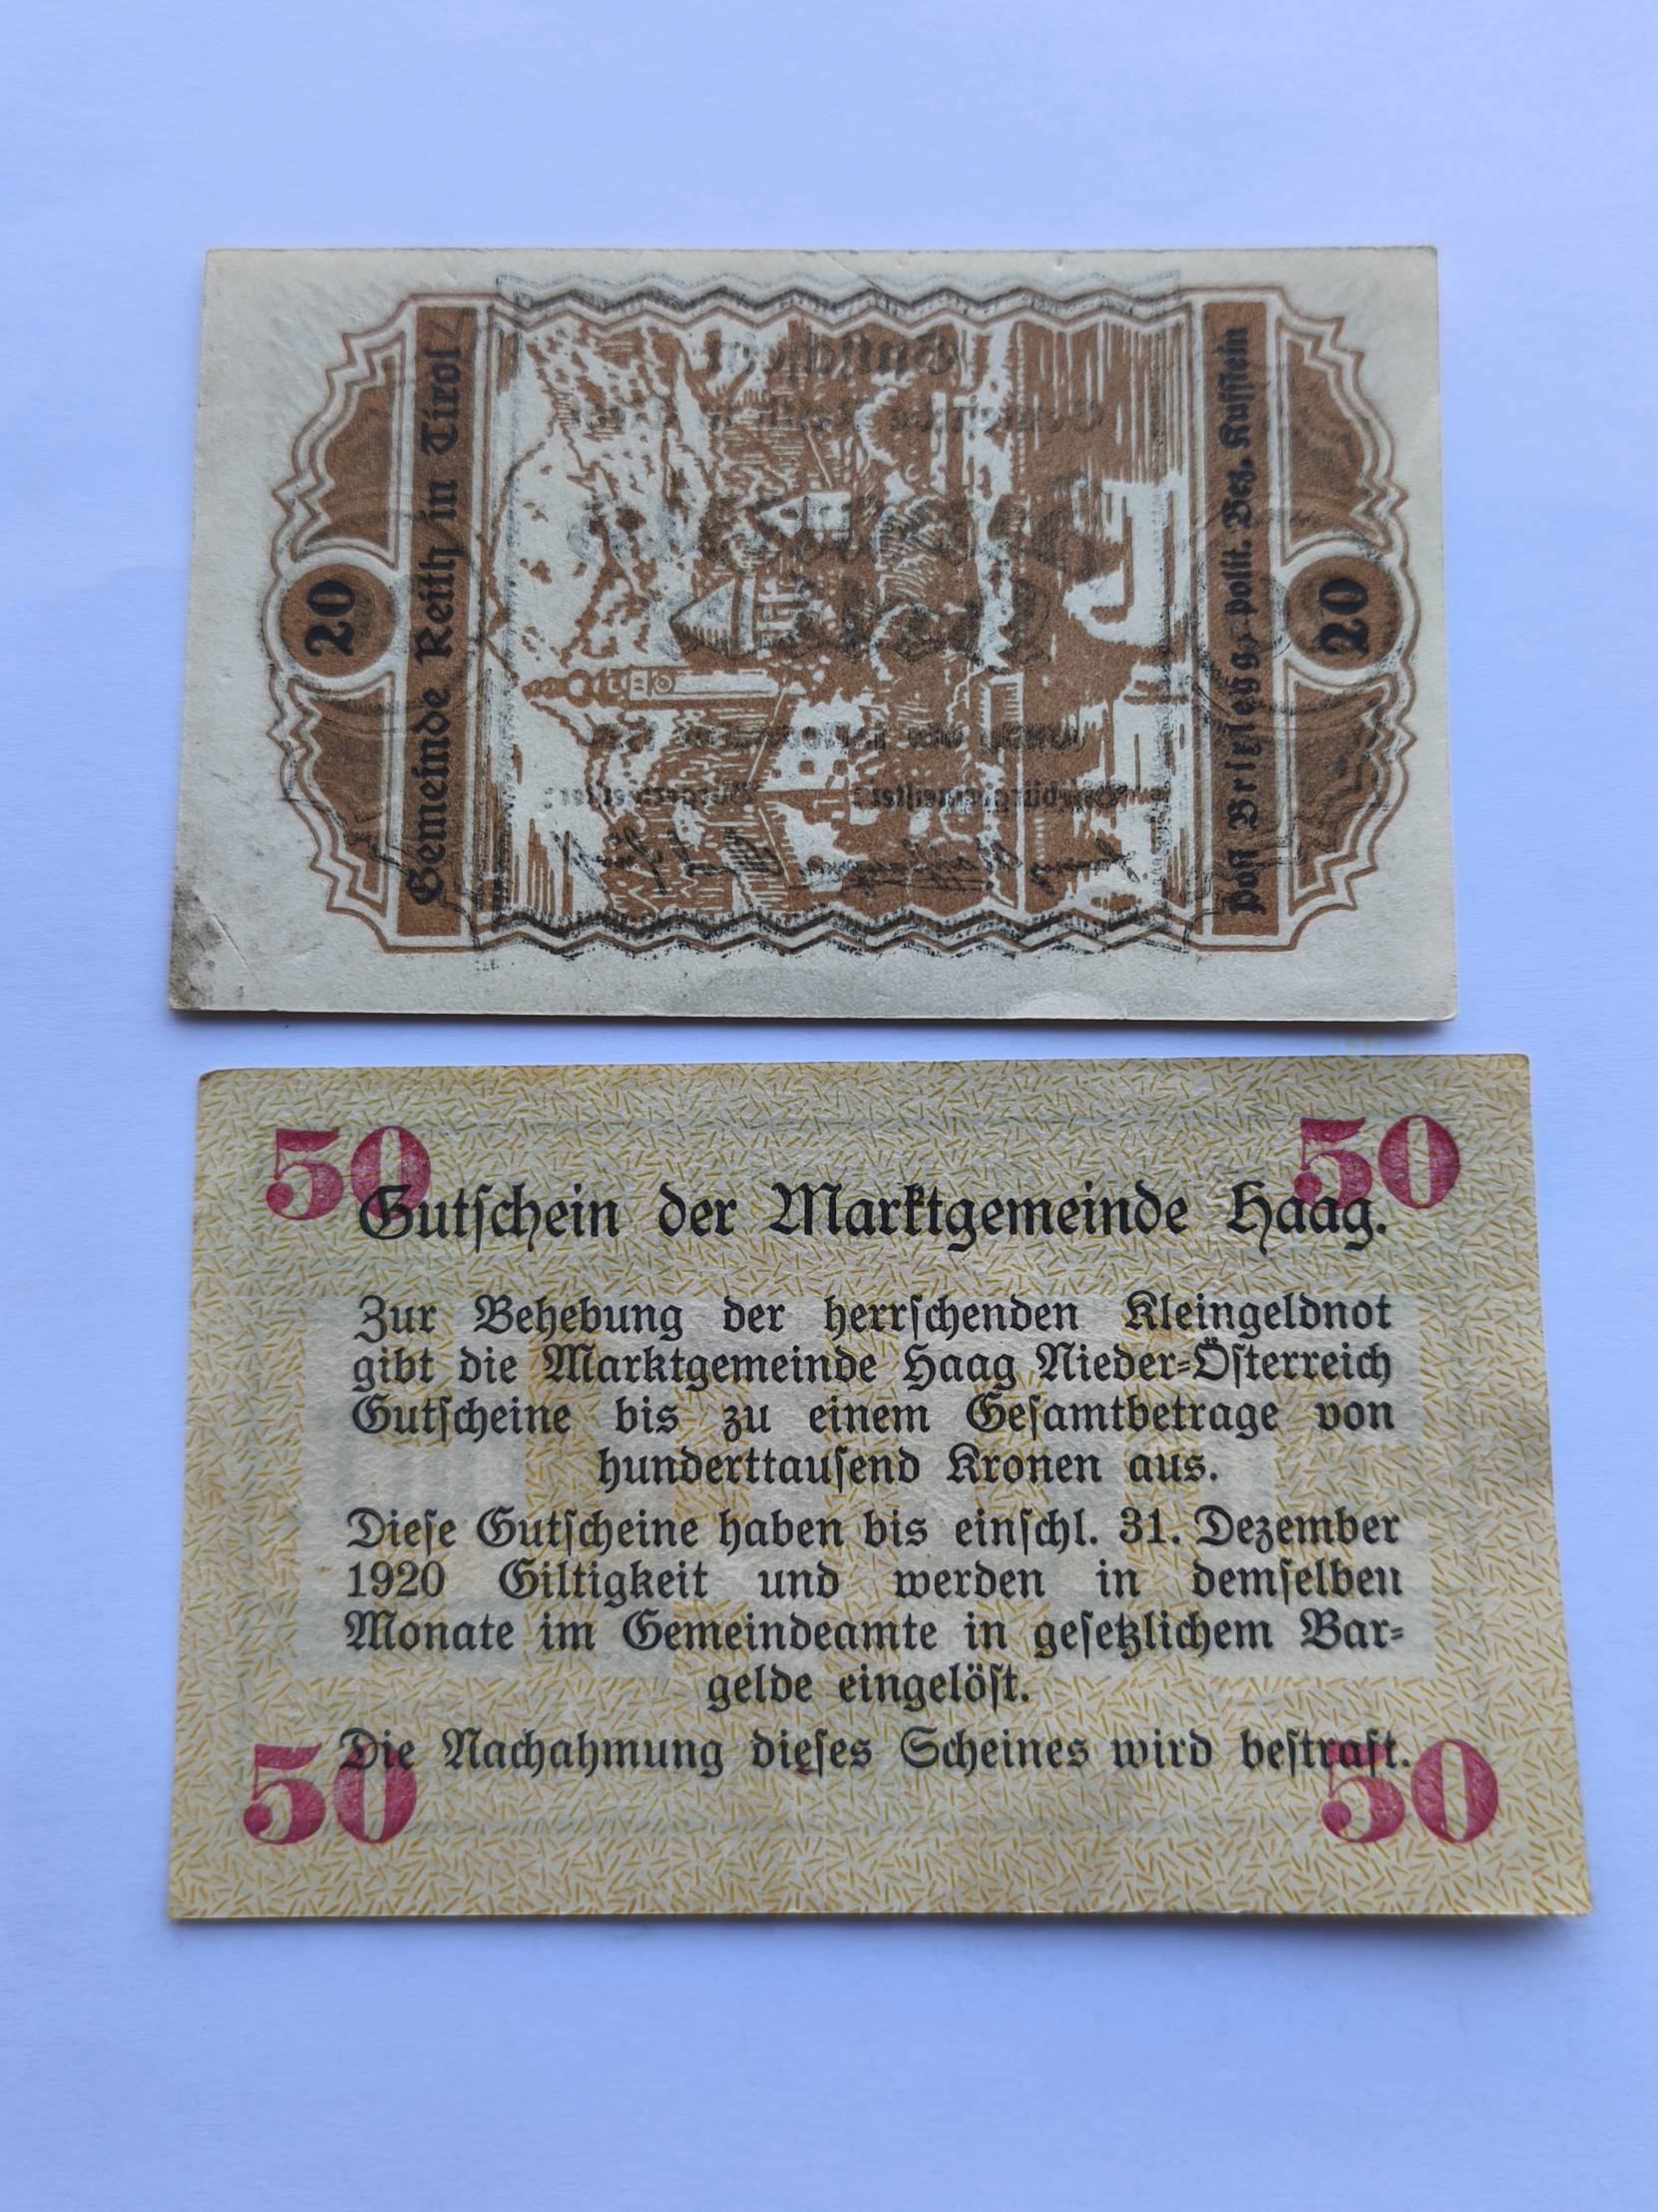 20
Gemeinde Reith in Tirol
Post Brixlegg, polit. Bez. Kufstein
20
50 50
Gutschein der Marktgemeinde Haag.
Zur Behebung der herrschenden Kleingeldnot
gibt die Marktgemeinde Haag Nieder-Österreich
Gutscheine bis zu einem Gesamtbetrage von
hunderttausend Kronen aus.
Diese Gutscheine haben bis einschl. 31. Dezember
1920 Giltigkeit und werden in demselben
Monate im Gemeindeamte in gesetzlichem Bar-
gelde eingelöst.
Die Nachahmung dieses Scheines wird bestraft.
50 50